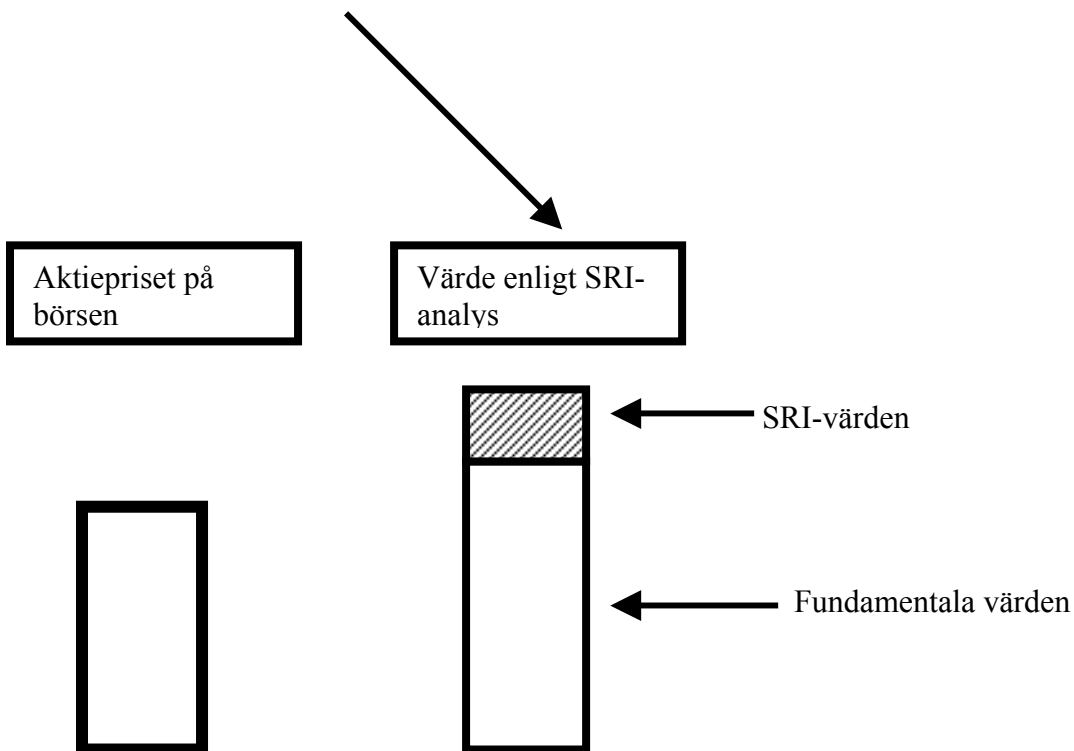 Aktiepriset på
börsen
Värde enligt SRI-
analys
SRI-värden
Fundamentala värden